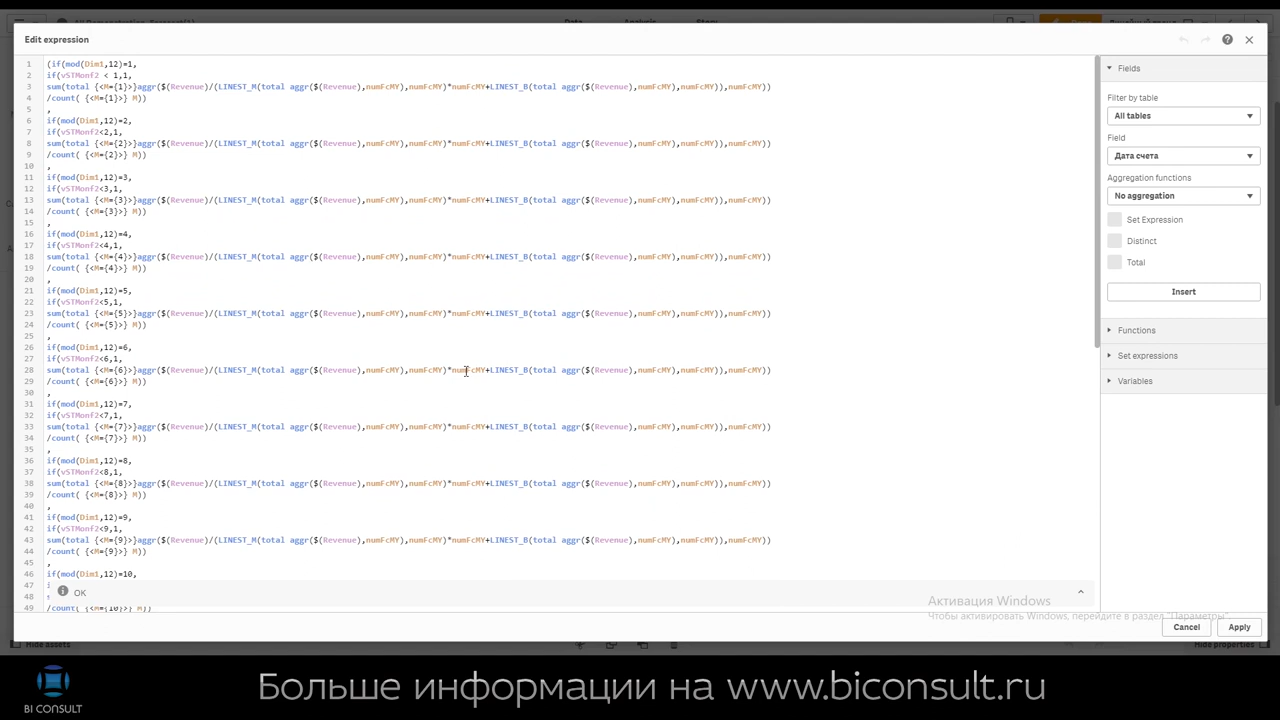 Edit expression
1 (if(mod(Dim1,12)=1,
2 if(vSTMonf2 < 1,1,
3 sum(total {<M={1}>}aggr($(Revenue)/(LINEST_M(total aggr($(Revenue),numFcMY),numFcMY)*numFcMY+LINEST_B(total aggr($(Revenue),numFcMY),numFcMY)),numFcMY))
4 /count( {<M={1}>} M))
5 ,
6 if(mod(Dim1,12)=2,
7 if(vSTMonf2<2,1,
8 sum(total {<M={2}>}aggr($(Revenue)/(LINEST_M(total aggr($(Revenue),numFcMY),numFcMY)*numFcMY+LINEST_B(total aggr($(Revenue),numFcMY),numFcMY)),numFcMY))
9 /count( {<M={2}>} M))
10 ,
11 if(mod(Dim1,12)=3,
12 if(vSTMonf2<3,1,
13 sum(total {<M={3}>}aggr($(Revenue)/(LINEST_M(total aggr($(Revenue),numFcMY),numFcMY)*numFcMY+LINEST_B(total aggr($(Revenue),numFcMY),numFcMY)),numFcMY))
14 /count( {<M={3}>} M))
15 ,
16 if(mod(Dim1,12)=4,
17 if(vSTMonf2<4,1,
18 sum(total {<M={4}>}aggr($(Revenue)/(LINEST_M(total aggr($(Revenue),numFcMY),numFcMY)*numFcMY+LINEST_B(total aggr($(Revenue),numFcMY),numFcMY)),numFcMY))
19 /count( {<M={4}>} M))
20 ,
21 if(mod(Dim1,12)=5,
22 if(vSTMonf2<5,1,
23 sum(total {<M={5}>}aggr($(Revenue)/(LINEST_M(total aggr($(Revenue),numFcMY),numFcMY)*numFcMY+LINEST_B(total aggr($(Revenue),numFcMY),numFcMY)),numFcMY))
24 /count( {<M={5}>} M))
25 ,
26 if(mod(Dim1,12)=6,
27 if(vSTMonf2<6,1,
28 sum(total {<M={6}>}aggr($(Revenue)/(LINEST_M(total aggr($(Revenue),numFcMY),numFcMY)*numFcMY+LINEST_B(total aggr($(Revenue),numFcMY),numFcMY)),numFcMY))
29 /count( {<M={6}>} M))
30 ,
31 if(mod(Dim1,12)=7,
32 if(vSTMonf2<7,1,
33 sum(total {<M={7}>}aggr($(Revenue)/(LINEST_M(total aggr($(Revenue),numFcMY),numFcMY)*numFcMY+LINEST_B(total aggr($(Revenue),numFcMY),numFcMY)),numFcMY))
34 /count( {<M={7}>} M))
35 ,
36 if(mod(Dim1,12)=8,
37 if(vSTMonf2<8,1,
38 sum(total {<M={8}>}aggr($(Revenue)/(LINEST_M(total aggr($(Revenue),numFcMY),numFcMY)*numFcMY+LINEST_B(total aggr($(Revenue),numFcMY),numFcMY)),numFcMY))
39 /count( {<M={8}>} M))
40 ,
41 if(mod(Dim1,12)=9,
42 if(vSTMonf2<9,1,
43 sum(total {<M={9}>}aggr($(Revenue)/(LINEST_M(total aggr($(Revenue),numFcMY),numFcMY)*numFcMY+LINEST_B(total aggr($(Revenue),numFcMY),numFcMY)),numFcMY))
44 /count( {<M={9}>} M))
45 ,
46 if(mod(Dim1,12)=10,
47
48
49 /count( {<M={10}>} M))
OK
Fields
Filter by table
All tables
Field
Дата счета
Aggregation functions
No aggregation
Set Expression
Distinct
Total
Insert
Functions
Set expressions
Variables
Активация Windows
Чтобы активировать Windows, перейдите в раздел "Параметры".
Cancel
Apply
Hide assets
Hide properties
Больше информации на www.biconsult.ru
BI CONSULT